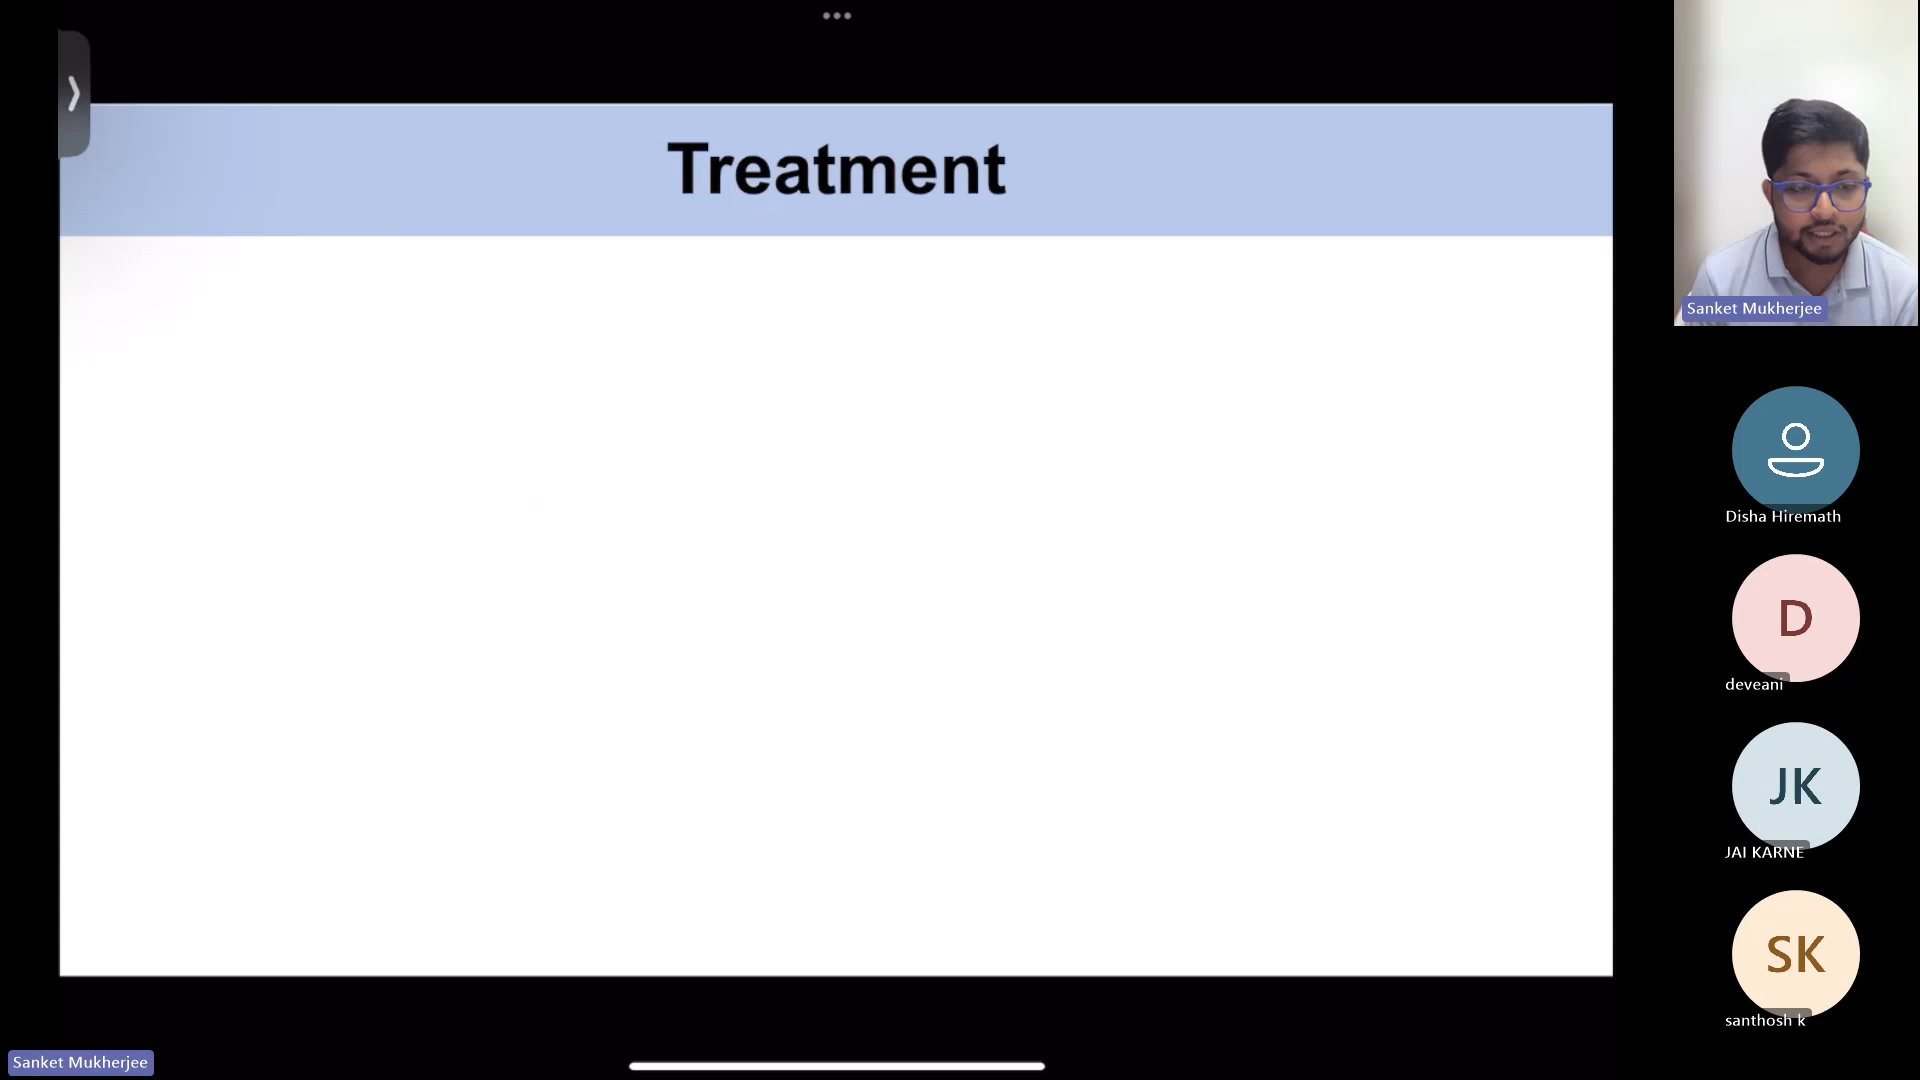 Treatment
Sanket Mukherjee
Disha Hiremath
D
deveani
JK
JAI KARNE
SK
santhosh k
Sanket Mukherjee